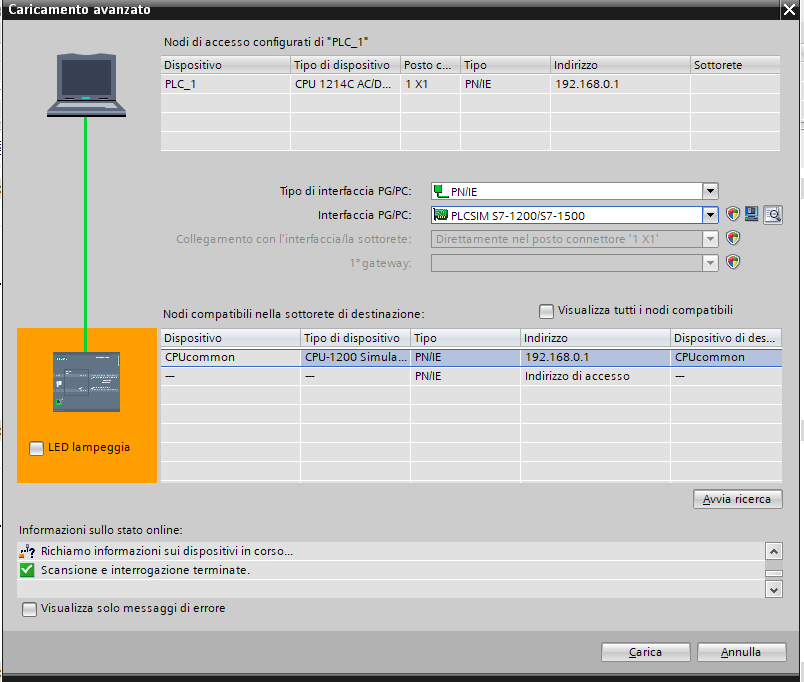 Caricamento avanzato
Nodi di accesso configurati di "PLC_1"
Dispositivo Tipo di dispositivo Posto c... Tipo Indirizzo Sottorete
PLC_1 CPU 1214C AC/D... 1 X1 PN/IE 192.168.0.1
Tipo di interfaccia PG/PC: PN/IE
Interfaccia PG/PC: PLCSIM S7-1200/S7-1500
Collegamento con l'interfaccia/la sottorete: Direttamente nel posto connettore '1 X1'
1° gateway:
Nodi compatibili nella sottorete di destinazione: Visualizza tutti i nodi compatibili
Dispositivo Tipo di dispositivo Tipo Indirizzo Dispositivo di des...
CPUcommon CPU-1200 Simula... PN/IE 192.168.0.1 CPUcommon
— — PN/IE Indirizzo di accesso —
LED lampeggia
Avvia ricerca
Informazioni sullo stato online:
Richiamo informazioni sui dispositivi in corso...
Scansione e interrogazione terminate.
Visualizza solo messaggi di errore
Carica Annulla